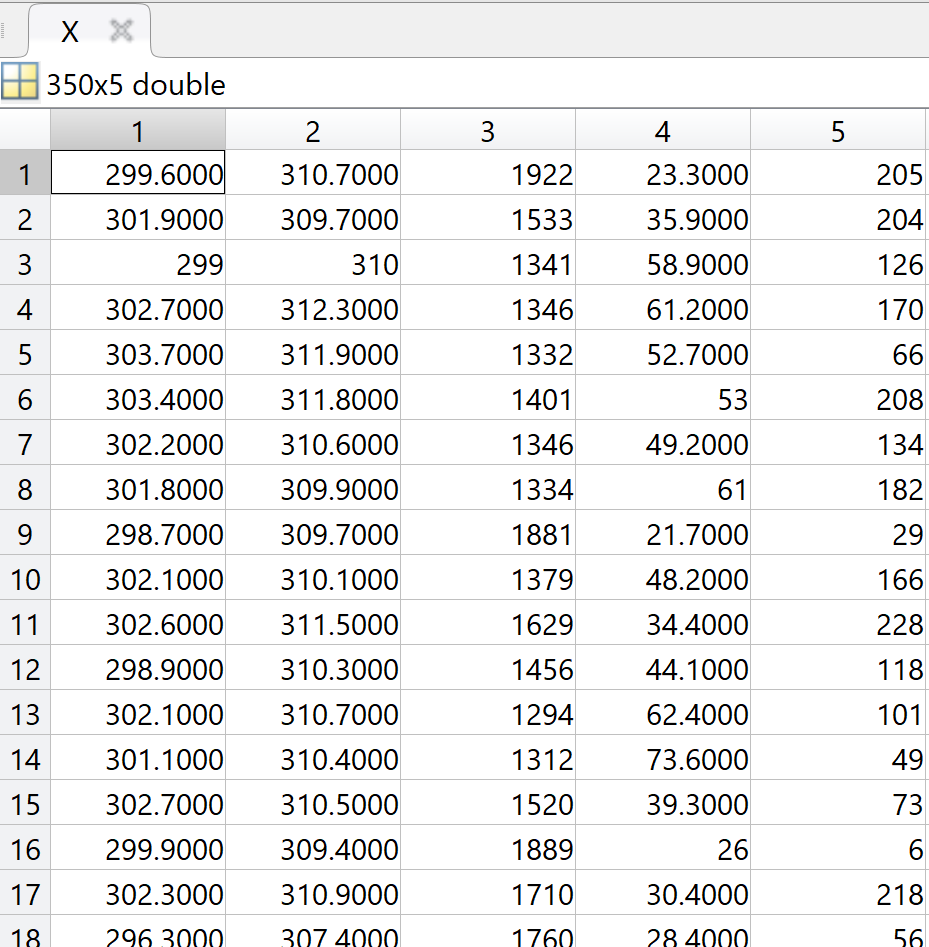 X
350x5 double
1 2 3 4 5
1 299.6000 310.7000 1922 23.3000 205
2 301.9000 309.7000 1533 35.9000 204
3 299 310 1341 58.9000 126
4 302.7000 312.3000 1346 61.2000 170
5 303.7000 311.9000 1332 52.7000 66
6 303.4000 311.8000 1401 53 208
7 302.2000 310.6000 1346 49.2000 134
8 301.8000 309.9000 1334 61 182
9 298.7000 309.7000 1881 21.7000 29
10 302.1000 310.1000 1379 48.2000 166
11 302.6000 311.5000 1629 34.4000 228
12 298.9000 310.3000 1456 44.1000 118
13 302.1000 310.7000 1294 62.4000 101
14 301.1000 310.4000 1312 73.6000 49
15 302.7000 310.5000 1520 39.3000 73
16 299.9000 309.4000 1889 26 6
17 302.3000 310.9000 1710 30.4000 218
18 296.3000 307.4000 1760 28.4000 56